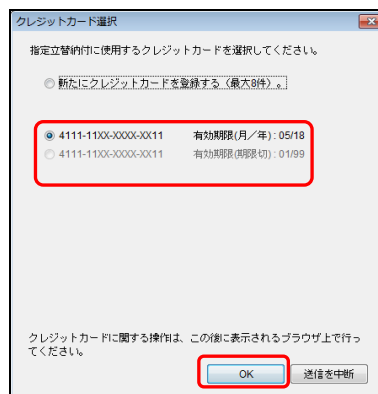 クレジットカード選択
指定立替納付に使用するクレジットカードを選択してください。
新たにクレジットカードを登録する（最大8件）。
4111-11XX-XXXX-XX11 有効期限(月／年) : 05/18
4111-11XX-XXXX-XX11 有効期限(期限切) : 01/99
クレジットカードに関する操作は、この後に表示されるブラウザ上で行っ
てください。
OK 送信を中断